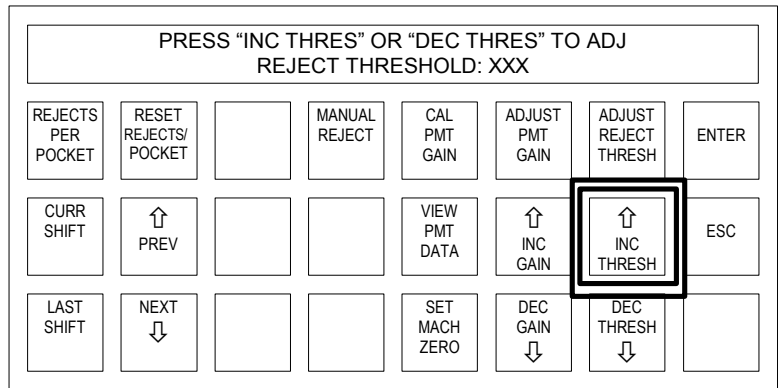 PRESS “INC THRES” OR “DEC THRES” TO ADJ
REJECT THRESHOLD: XXX
REJECTS
PER
POCKET
RESET
REJECTS/
POCKET
MANUAL
REJECT
CAL
PMT
GAIN
ADJUST
PMT
GAIN
ADJUST
REJECT
THRESH
ENTER
CURR
SHIFT
⇧
PREV
VIEW
PMT
DATA
⇧
INC
GAIN
⇧
INC
THRESH
ESC
LAST
SHIFT
NEXT
⇩
SET
MACH
ZERO
DEC
GAIN
⇩
DEC
THRESH
⇩